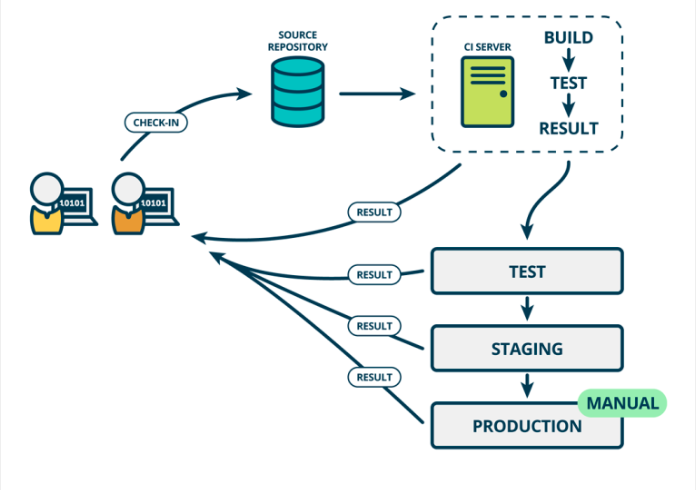 SOURCE
REPOSITORY
CI SERVER
BUILD
TEST
RESULT
CHECK-IN
10101
10101
RESULT
RESULT
TEST
RESULT
STAGING
RESULT
MANUAL
PRODUCTION